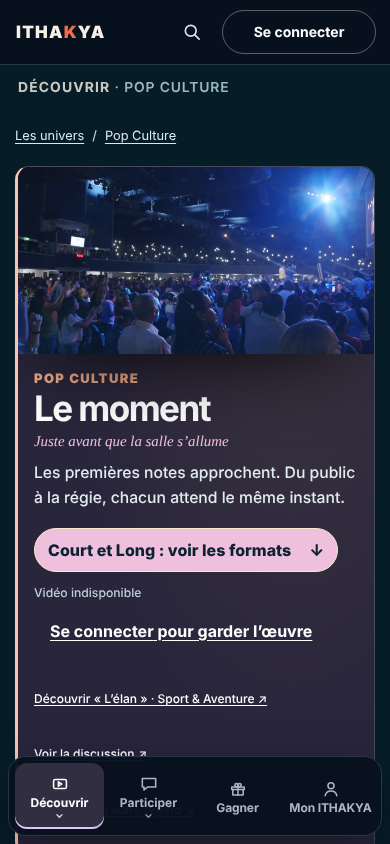 ITHAKYA
Se connecter
DÉCOUVRIR · POP CULTURE
Les univers / Pop Culture
POP CULTURE
Le moment
Juste avant que la salle s’allume
Les premières notes approchent. Du public
à la régie, chacun attend le même instant.
Court et Long : voir les formats ↓
Vidéo indisponible
Se connecter pour garder l’œuvre
Découvrir « L’élan » · Sport & Aventure ↗
Voir la discussion ↗
Découvrir
Participer
Gagner
Mon ITHAKYA